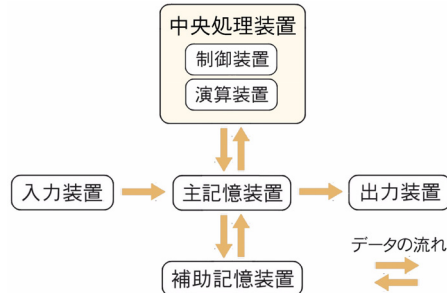 中央処理装置
制御装置
演算装置
入力装置
主記憶装置
出力装置
データの流れ
補助記憶装置